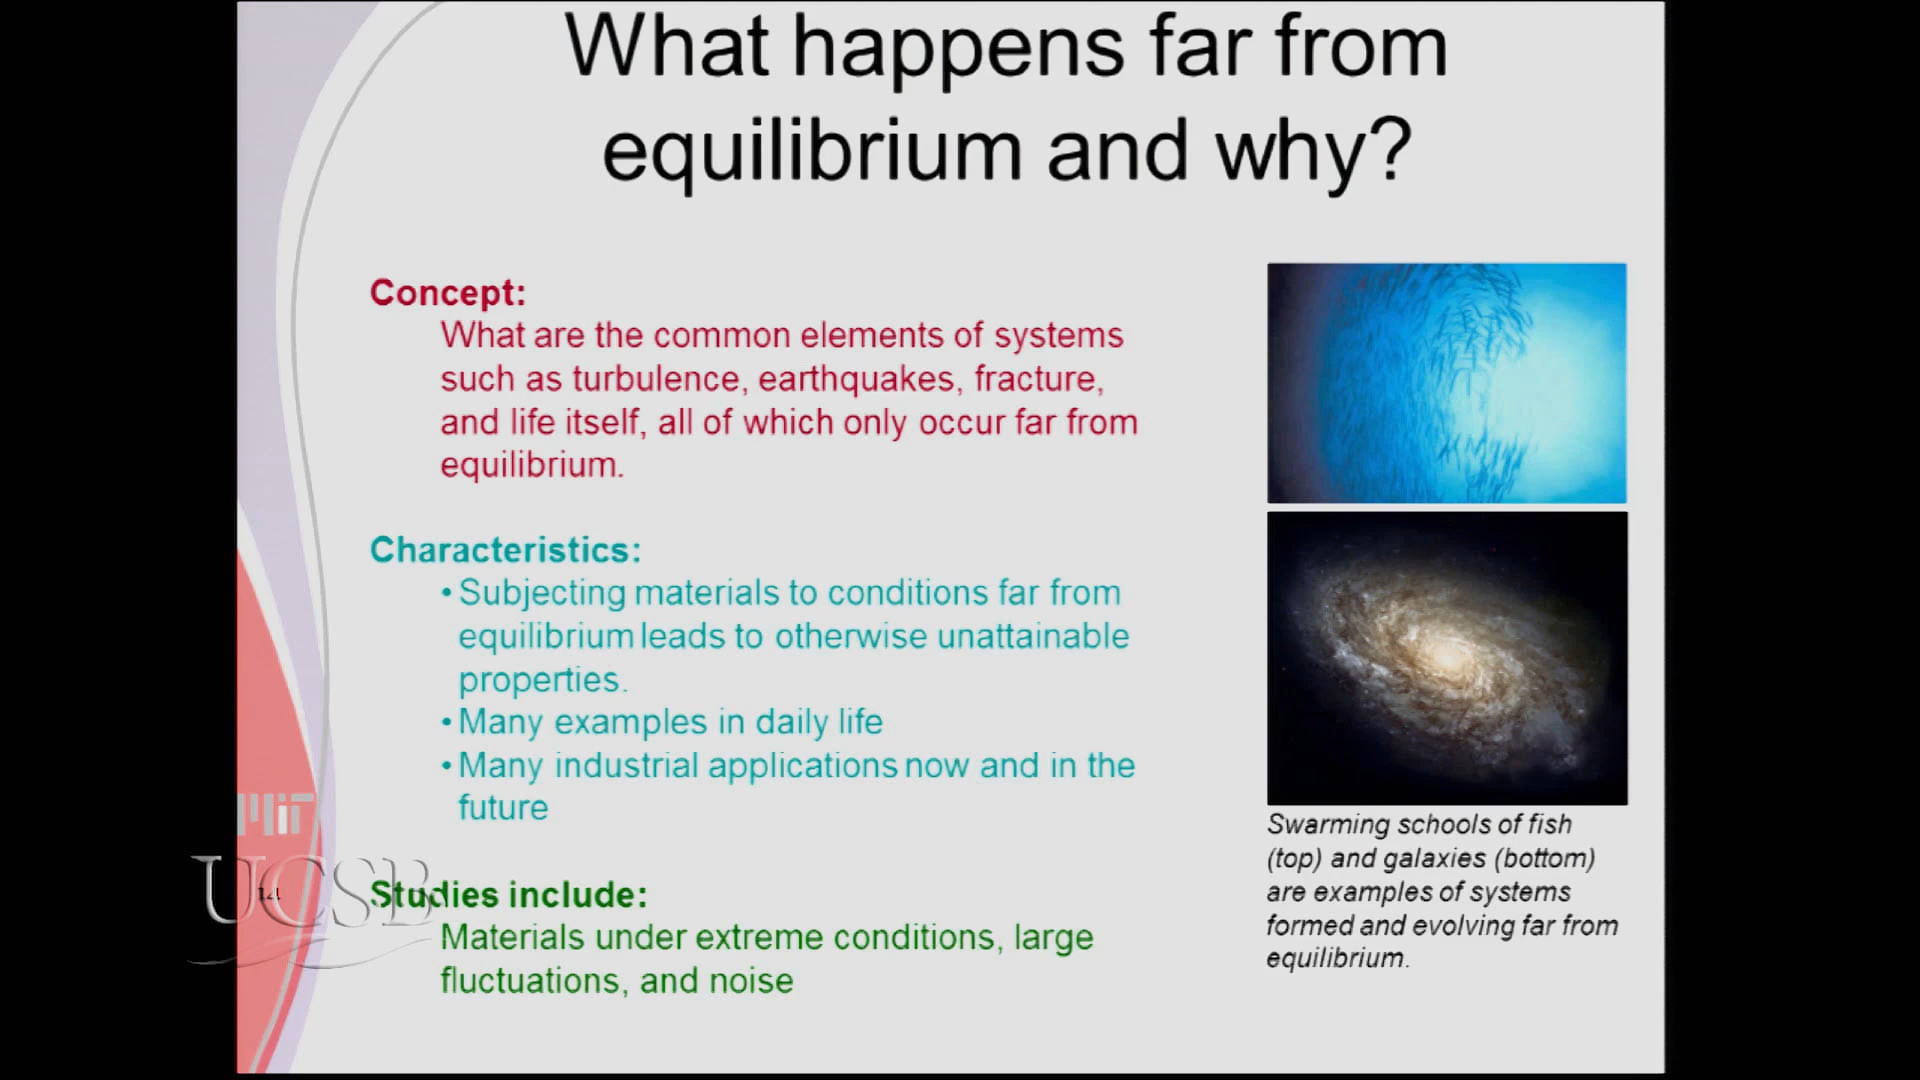 What happens far from
equilibrium and why?
Concept:
What are the common elements of systems
such as turbulence, earthquakes, fracture,
and life itself, all of which only occur far from
equilibrium.
Characteristics:
• Subjecting materials to conditions far from
equilibrium leads to otherwise unattainable
properties.
• Many examples in daily life
• Many industrial applications now and in the
future
Studies include:
Materials under extreme conditions, large
fluctuations, and noise
Swarming schools of fish
(top) and galaxies (bottom)
are examples of systems
formed and evolving far from
equilibrium.
MIT
UCSB
14